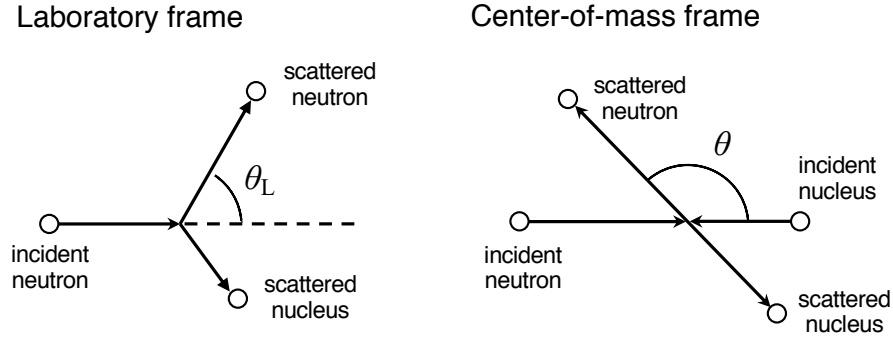 Laboratory frame
scattered
neutron
θL
incident
neutron
scattered
nucleus
Center-of-mass frame
scattered
neutron
θ
incident
nucleus
incident
neutron
scattered
nucleus